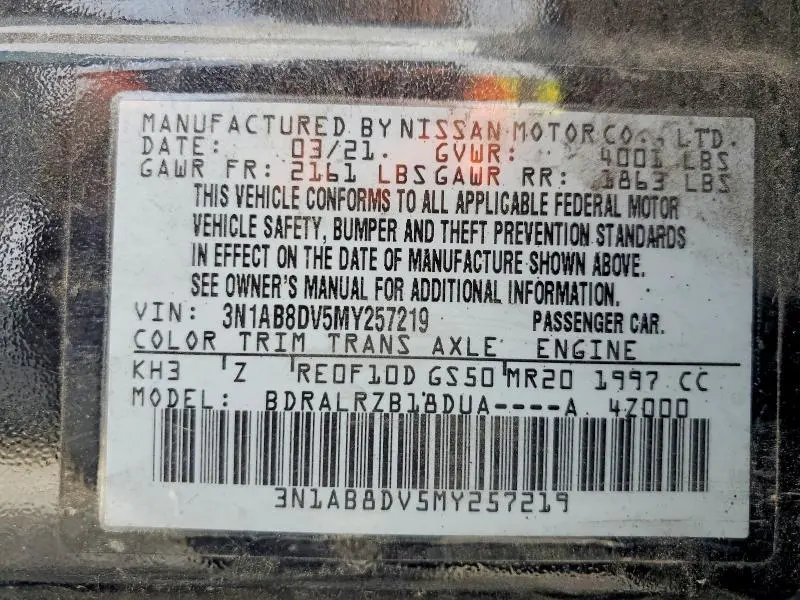 MANUFACTURED BY NISSAN MOTOR CO., LTD.
DATE: 03/21. GVWR: 4001 LBS
GAWR FR: 2161 LBS GAWR RR: 1863 LBS
THIS VEHICLE CONFORMS TO ALL APPLICABLE FEDERAL MOTOR
VEHICLE SAFETY, BUMPER AND THEFT PREVENTION STANDARDS
IN EFFECT ON THE DATE OF MANUFACTURE SHOWN ABOVE.
SEE OWNER'S MANUAL FOR ADDITIONAL INFORMATION.
VIN: 3N1AB8DV5MY257219 PASSENGER CAR.
COLOR TRIM TRANS AXLE ENGINE
KH3 Z RE0F10D GS50 MR20 1997 CC
MODEL: BDRALRZB18DUA----A 4Z000
3N1AB8DV5MY257219